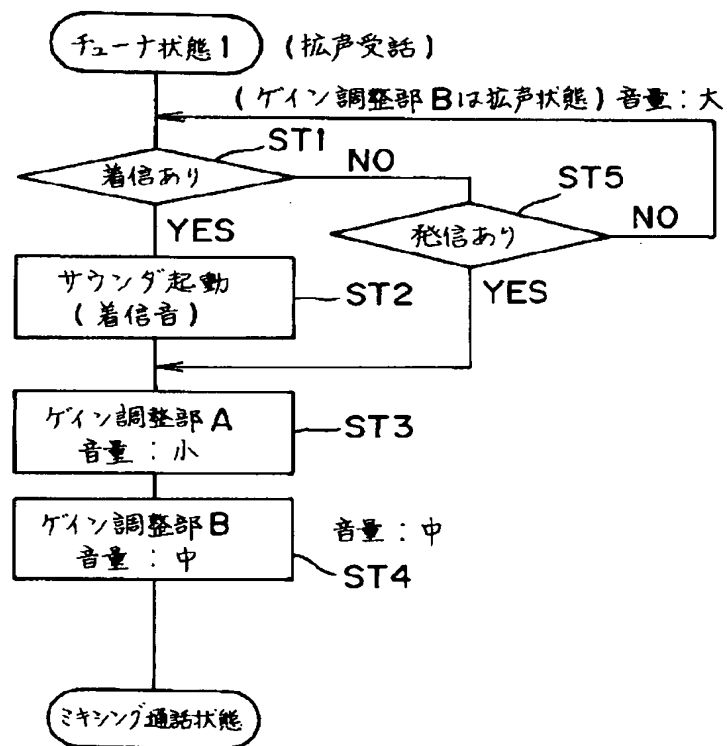 チューナ状態1 (拡声受話)
(ゲイン調整部Bは拡声状態) 音量:大
ST1
着信あり
NO
ST5
発信あり
NO
YES
YES
サウンダ起動
(着信音)
ST2
ゲイン調整部A
音量:小
ST3
ゲイン調整部B
音量:中
音量:中
ST4
ミキシング通話状態